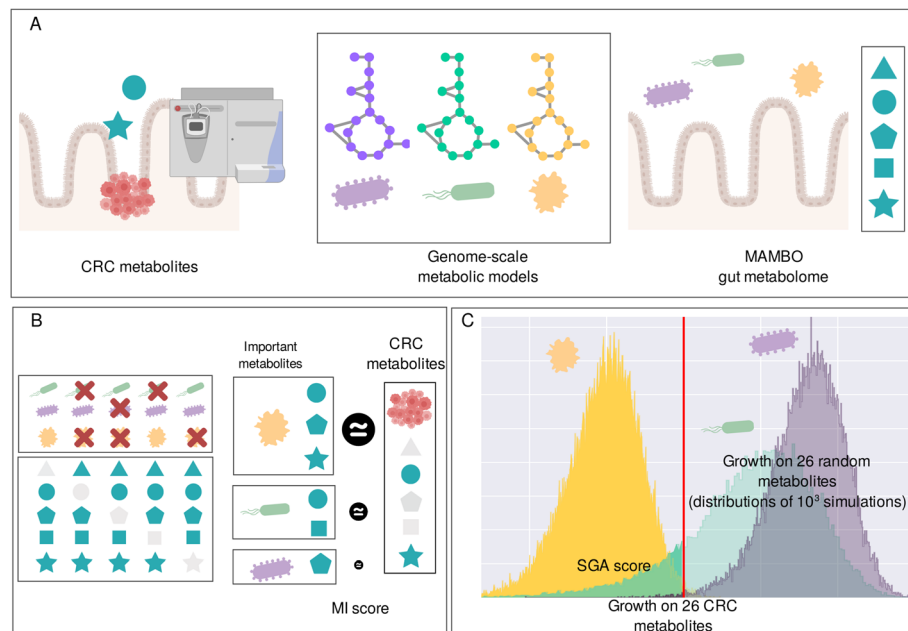 A
CRC metabolites
Genome-scale
metabolic models
MAMBO
gut metabolome
B
Important
metabolites
CRC
metabolites
≃
≃
≃
MI score
C
Growth on 26 random
metabolites
(distributions of 10³ simulations)
SGA score
Growth on 26 CRC
metabolites